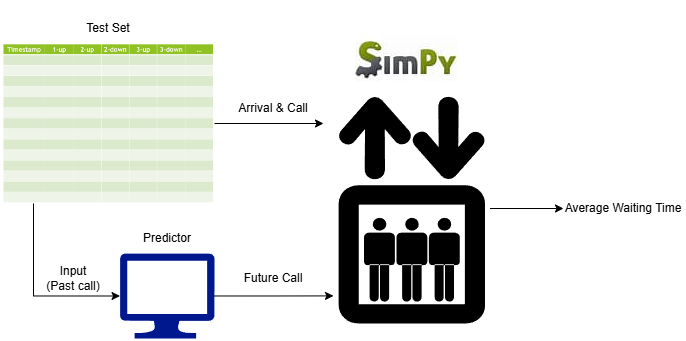 Test Set
Timestamp 1-up 2-up 2-down 3-up 3-down ...
SimPy
Arrival & Call
Average Waiting Time
Predictor
Input
(Past call)
Future Call